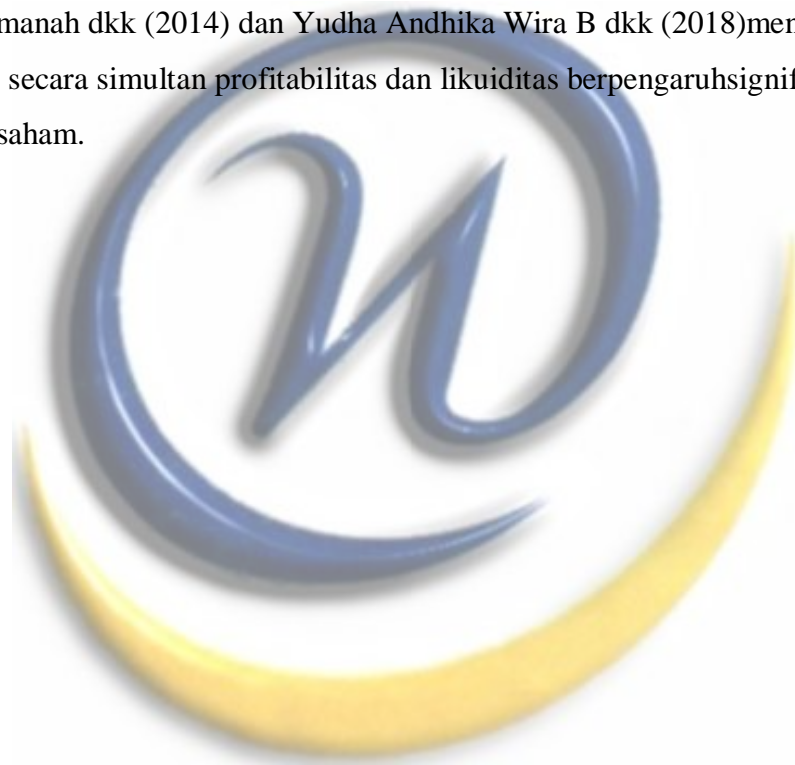 manah dkk (2014) dan Yudha Andhika Wira B dkk (2018)men
secara simultan profitabilitas dan likuiditas berpengaruhsignif
saham.